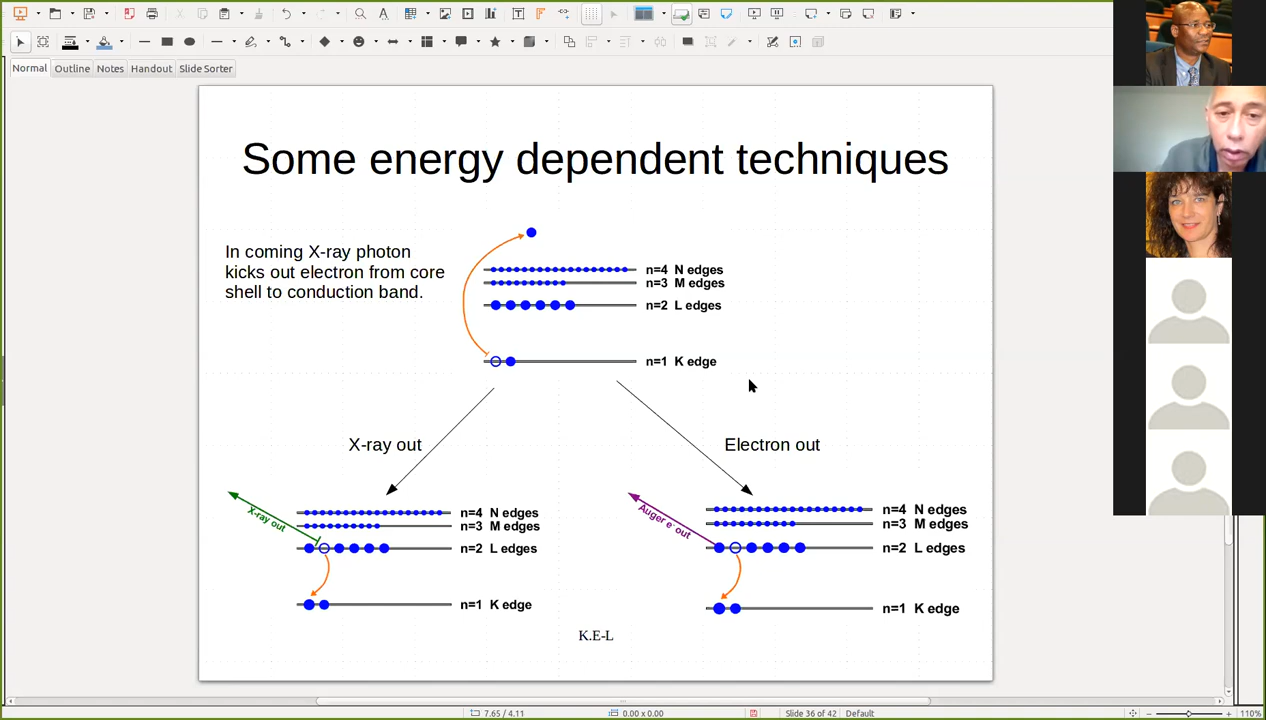 Normal
Outline
Notes
Handout
Slide Sorter
Some energy dependent techniques
In coming X-ray photon
kicks out electron from core
shell to conduction band.
n=4 N edges
n=3 M edges
n=2 L edges
n=1 K edge
X-ray out
Electron out
X-ray out
n=4 N edges
n=3 M edges
n=2 L edges
n=1 K edge
Auger e⁻ out
n=4 N edges
n=3 M edges
n=2 L edges
n=1 K edge
K.E-L
7.65 / 4.11
0.00 x 0.00
Slide 36 of 42
Default
110%